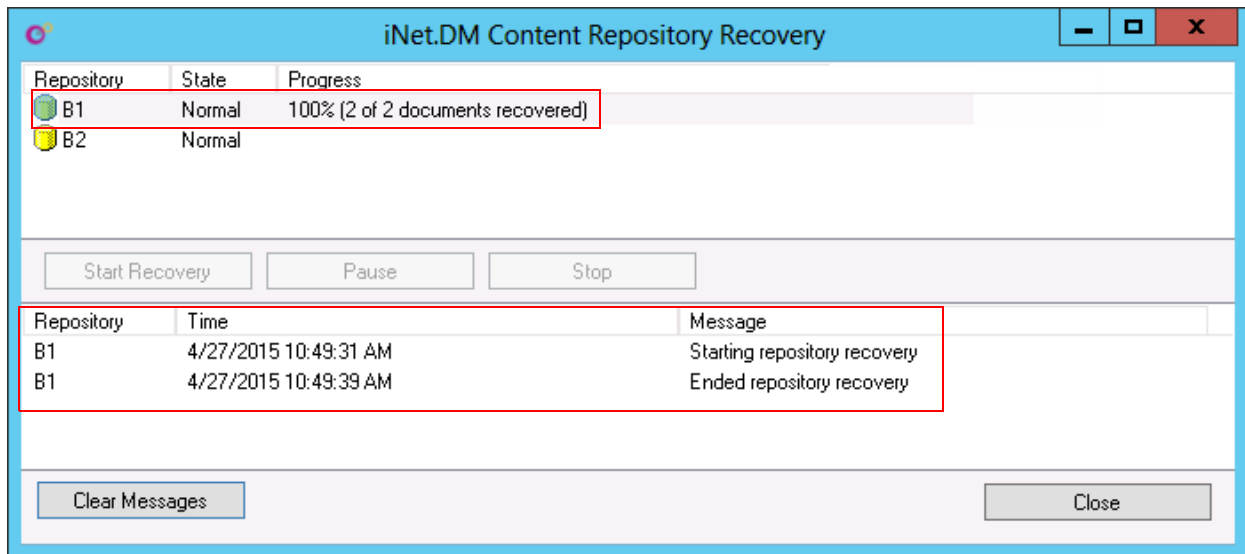 iNet.DM Content Repository Recovery
Repository State Progress
B1 Normal 100% (2 of 2 documents recovered)
B2 Normal
Start Recovery Pause Stop
Repository Time Message
B1 4/27/2015 10:49:31 AM Starting repository recovery
B1 4/27/2015 10:49:39 AM Ended repository recovery
Clear Messages Close